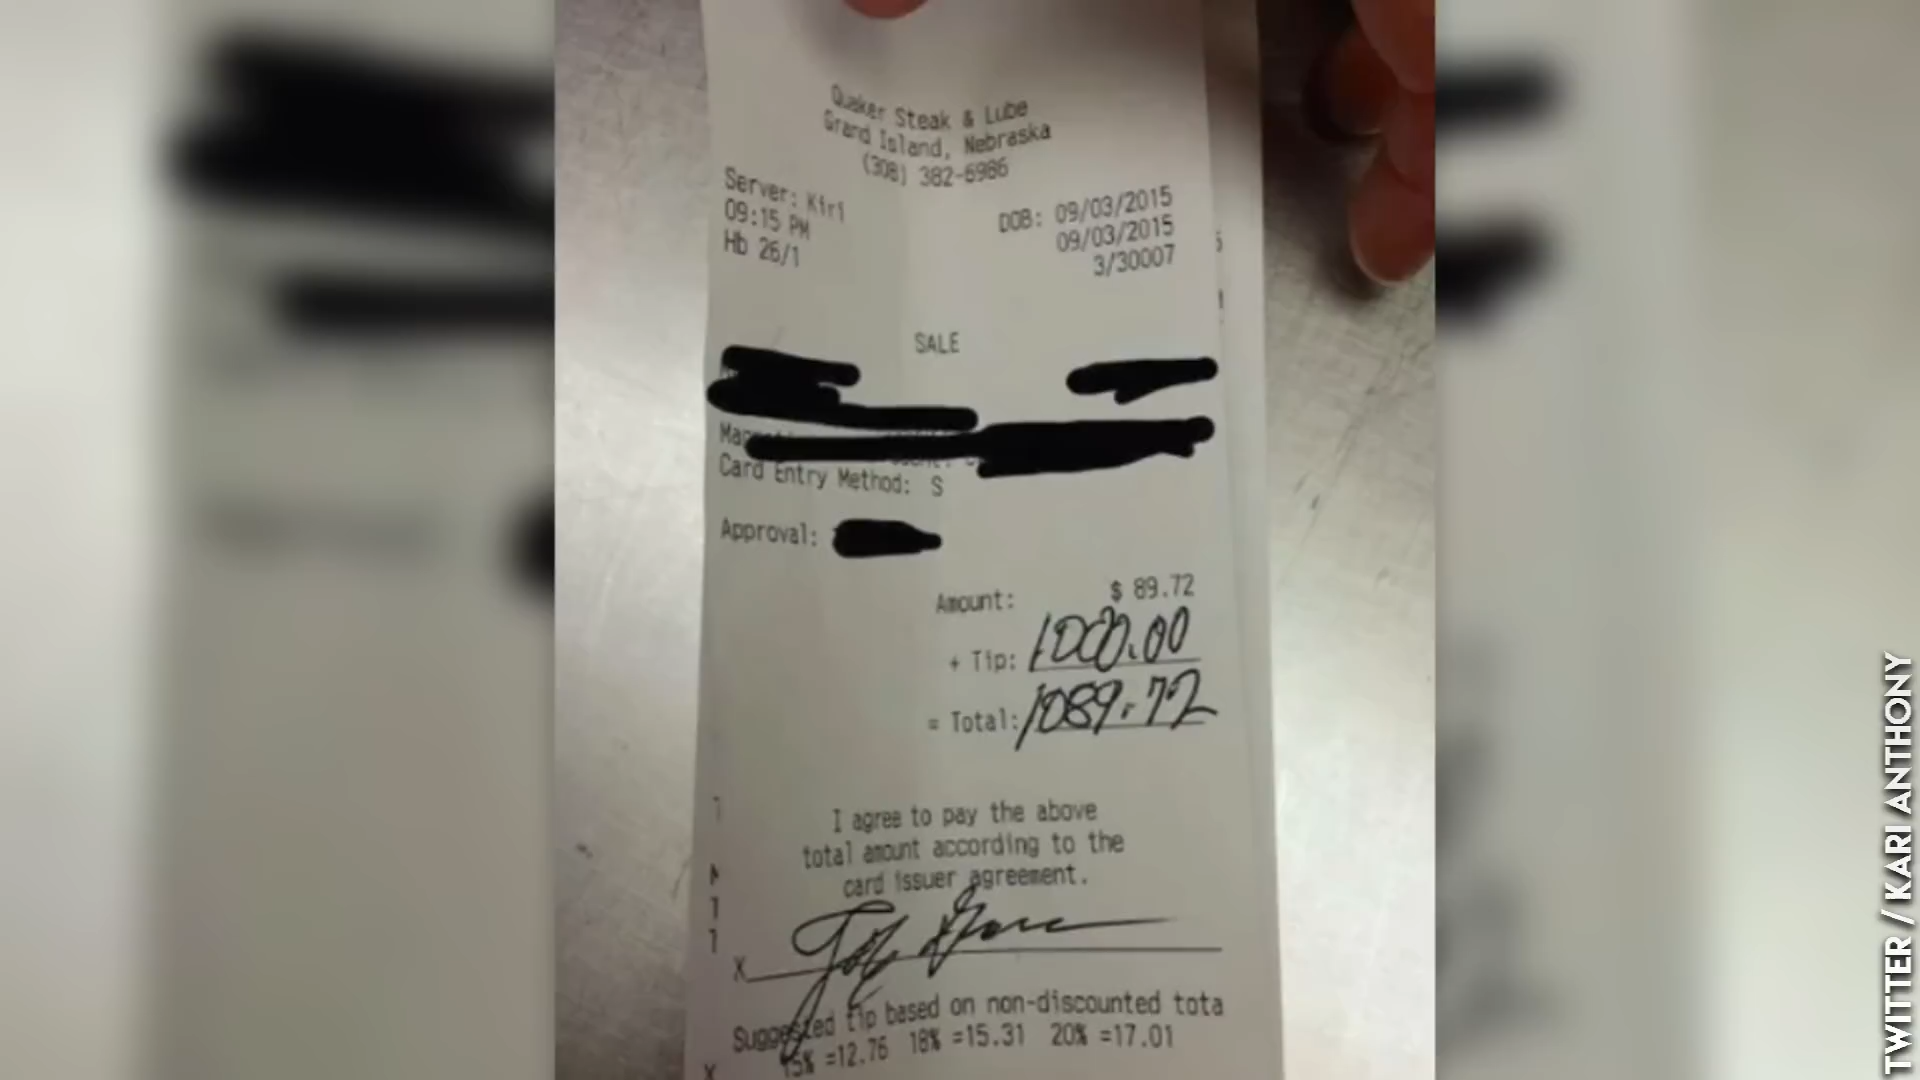 Quaker Steak & Lube
Grand Island, Nebraska
(308) 382-6986
Server: Kiri
DOB: 09/03/2015
09:15 PM
09/03/2015
Hb 26/1
3/30007
SALE
Card Entry Method: S
Approval:
Amount: $ 89.72
+ Tip: 1000.00
= Total: 1089.72
I agree to pay the above
total amount according to the
card issuer agreement.
X
Suggested tip based on non-discounted tota
15% =12.76 18% =15.31 20% =17.01
X
TWITTER / KARI ANTHONY